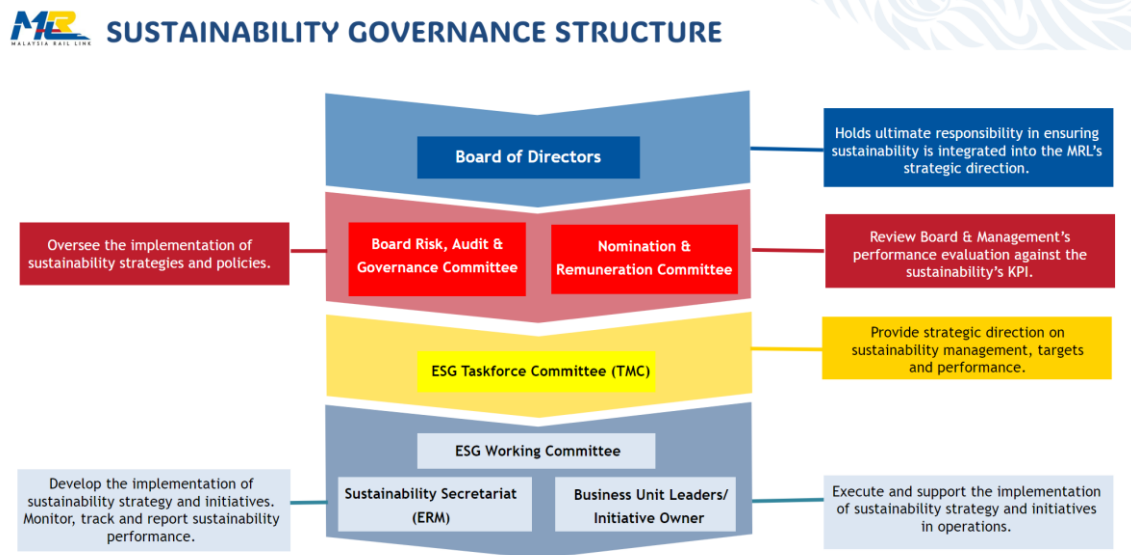 MRL
MALAYSIA RAIL LINK
SUSTAINABILITY GOVERNANCE STRUCTURE
Board of Directors
Holds ultimate responsibility in ensuring
sustainability is integrated into the MRL's
strategic direction.
Oversee the implementation of
sustainability strategies and policies.
Board Risk, Audit &
Governance Committee
Nomination &
Remuneration Committee
Review Board & Management's
performance evaluation against the
sustainability's KPI.
ESG Taskforce Committee (TMC)
Provide strategic direction on
sustainability management, targets
and performance.
ESG Working Committee
Develop the implementation of
sustainability strategy and initiatives.
Monitor, track and report sustainability
performance.
Sustainability Secretariat
(ERM)
Business Unit Leaders/
Initiative Owner
Execute and support the implementation
of sustainability strategy and initiatives
in operations.